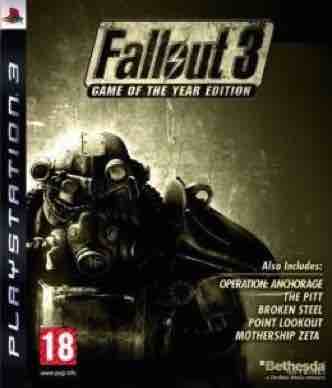 PLAYSTATION 3
Fallout 3
GAME OF THE YEAR EDITION
Also Includes:
OPERATION: ANCHORAGE
THE PITT
BROKEN STEEL
POINT LOOKOUT
MOTHERSHIP ZETA
18
www.pegi.info
Bethesda